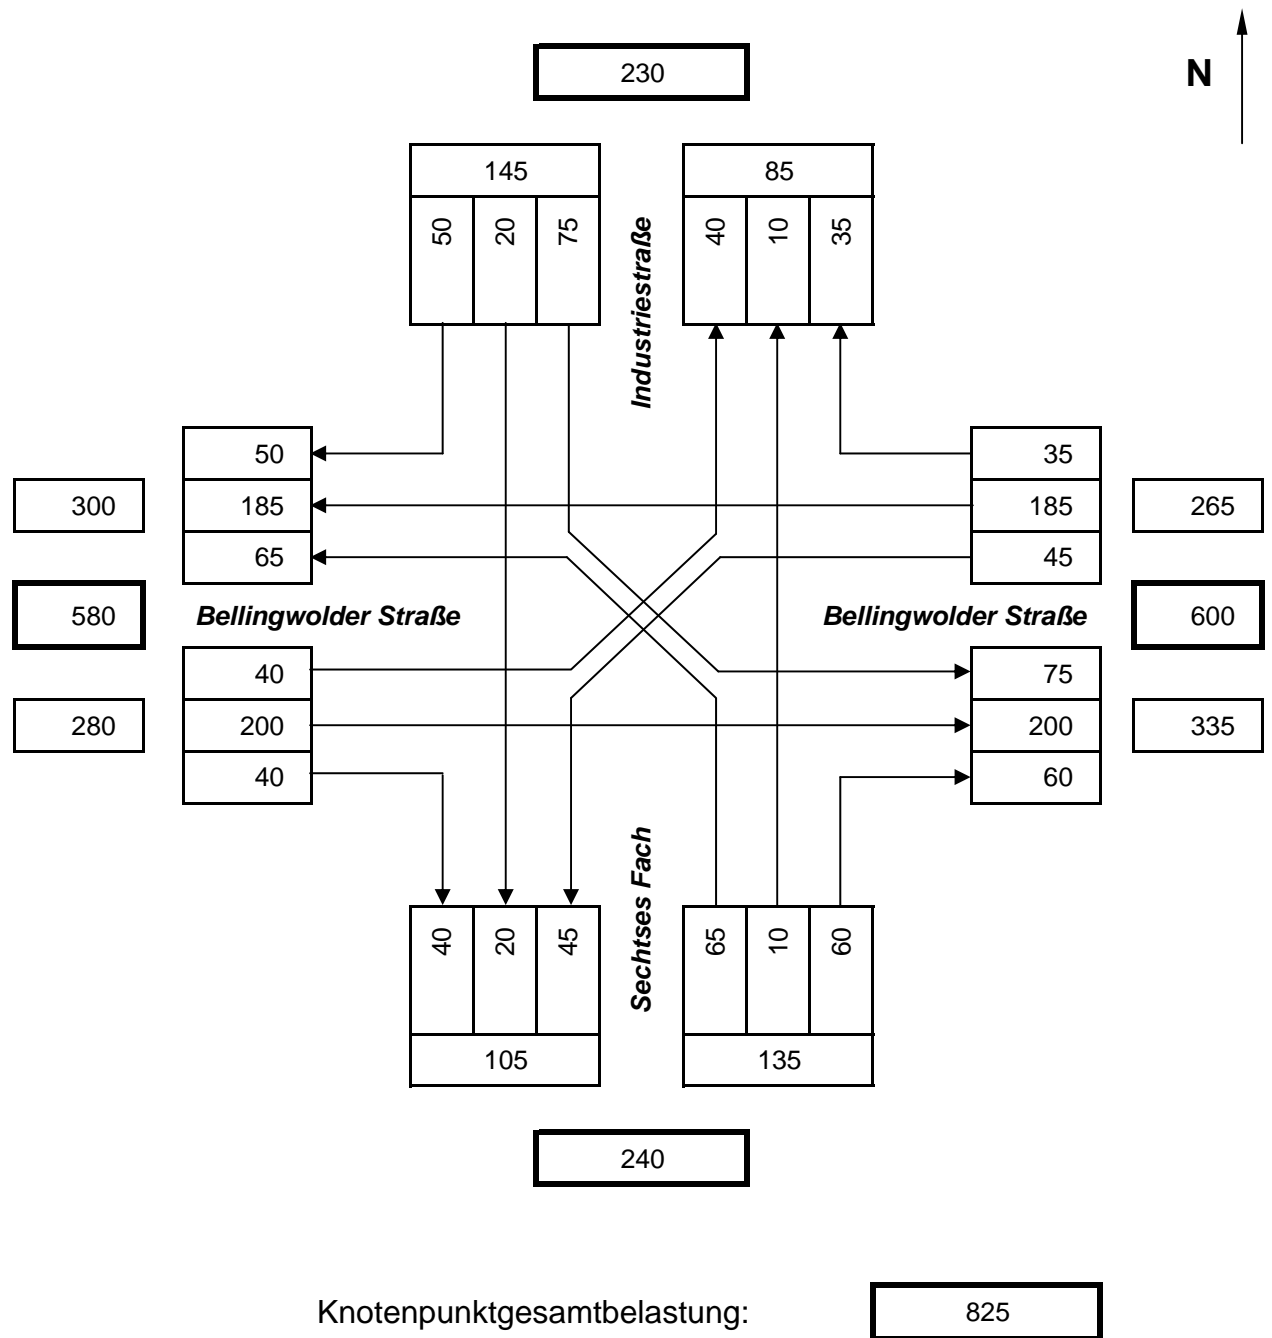 230
N
145
85
50 20 75
40 10 35
Industriestraße
50
35
300
185
185
265
65
45
580
Bellingwolder Straße
Bellingwolder Straße
600
40
75
280
200
200
335
40
60
Sechtses Fach
40 20 45
65 10 60
105
135
240
Knotenpunktgesamtbelastung: 825